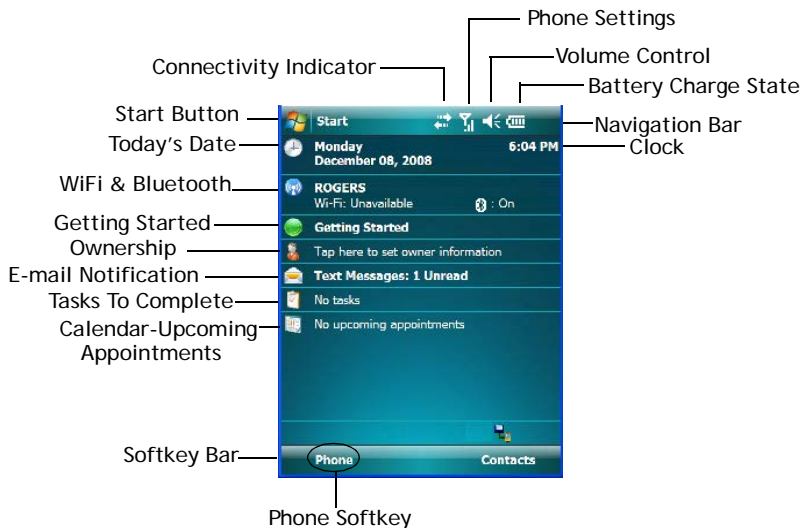 Phone Settings
Volume Control
Connectivity Indicator
Battery Charge State
Start Button
Start
Navigation Bar
Today's Date
Monday
6:04 PM
Clock
December 08, 2008
WiFi & Bluetooth
ROGERS
Wi-Fi: Unavailable : On
Getting Started
Getting Started
Ownership
Tap here to set owner information
E-mail Notification
Text Messages: 1 Unread
Tasks To Complete
No tasks
Calendar-Upcoming
Appointments
No upcoming appointments
Softkey Bar
Phone
Contacts
Phone Softkey